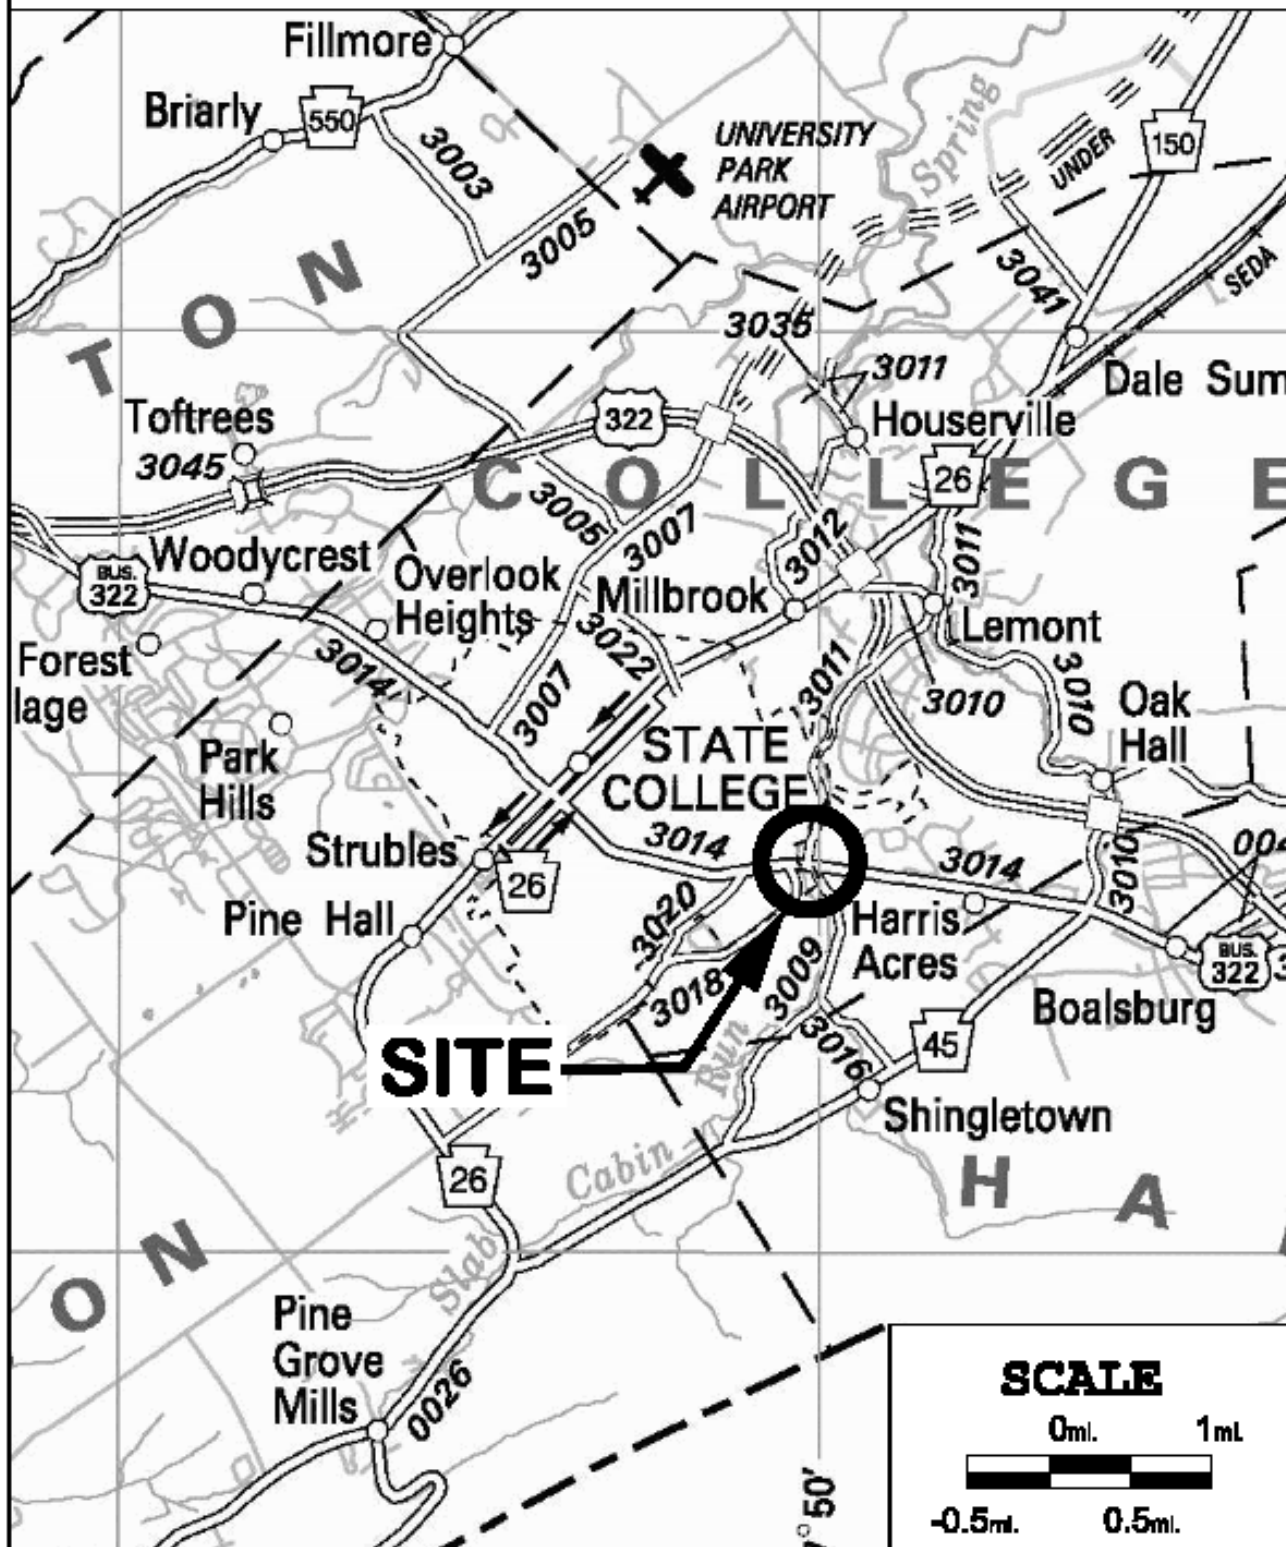 Fillmore
Briarly
550
3003
3005
UNIVERSITY
PARK
AIRPORT
Spring
UNDER
150
3041
SEDA
T O N
3035
3011
Dale Sum
Toftrees
322
Houserville
3045
26
C O L L E G E
3005
3007
3012
3011
BUS.
322
Woodycrest
Overlook
Heights
Millbrook
3022
Lemont
Forest
lage
3014
3007
3011
3010
3010
Oak
Hall
Park
Hills
STATE
COLLEGE
Strubles
3014
3014
004
26
3010
Pine Hall
3020
Harris
Acres
BUS.
322
3018
3009
Boalsburg
SITE
Run
3016
45
Shingletown
26
Cabin
H A
O N
Slab
Pine
Grove
Mills
0026
50'
SCALE
0mi. 1mi.
-0.5mi. 0.5mi.